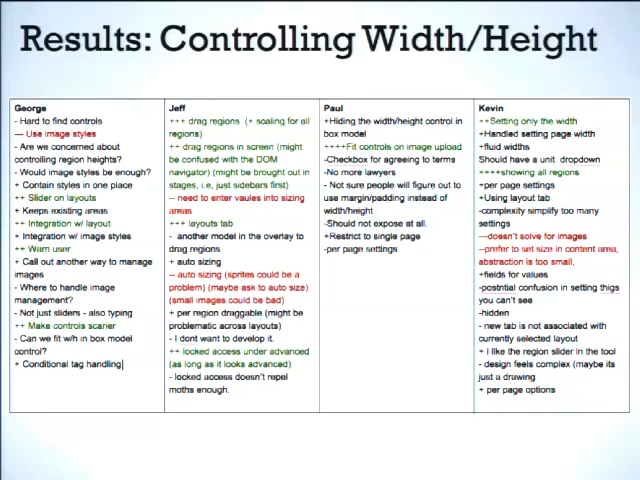 Results: Controlling Width/Height
George
- Hard to find controls
--- Use image styles
- Are we concerned about
controlling region heights?
- Would image styles be enough?
+ Contain styles in one place
++ Slider on layouts
+ Keeps existing areas
++ Integration w/ layout
+ Integration w/ image styles
++ Warn user
+ Call out another way to manage
images
- Where to handle image
management?
- Not just sliders - also typing
++ Make controls scarier
- Can we fit w/h in box model
control?
+ Conditional tag handling
Jeff
+++ drag regions (+ scaling for all
regions)
++ drag regions in screen (might
be confused with the DOM
navigator) (might be brought out in
stages, i.e, just sidebars first)
-- need to enter vaules into sizing
areas
+++ layouts tab
- another model in the overlay to
drag regions
+ auto sizing
-- auto sizing (sprites could be a
problem) (maybe ask to auto size)
(small images could be bad)
+ per region draggable (might be
problematic across layouts)
- I dont want to develop it.
++ locked access under advanced
(as long as it looks advanced)
- locked access doesn't repel
moths enough.
Paul
+Hiding the width/height control in
box model
++++Fit controls on image upload
-Checkbox for agreeing to terms
-No more lawyers
- Not sure people will figure out to
use margin/padding instead of
width/height
-Should not expose at all.
+Restrict to single page
-per page settings
Kevin
++Setting only the width
+Handled setting page width
+fluid widths
Should have a unit dropdown
++++showing all regions
+per page settings
+Using layout tab
-complexity simplify too many
settings
---doesn't solve for images
--prefer to set size in content area,
abstraction is too small,
+fields for values
-postntial confusion in setting thigs
you can't see
-hidden
- new tab is not associated with
currently selected layout
+ I like the region slider in the tool
- design feels complex (maybe its
just a drawing
+ per page options